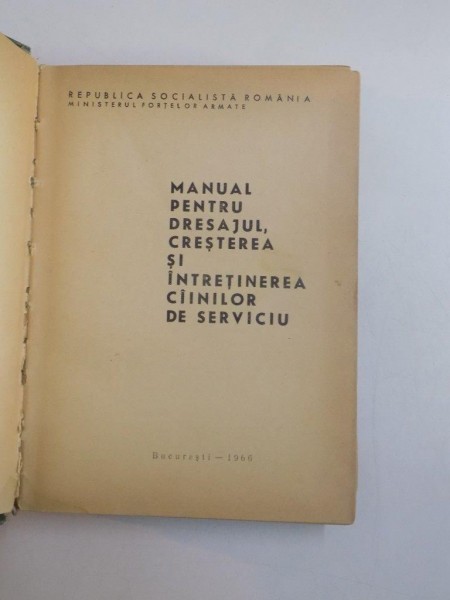 REPUBLICA SOCIALISTĂ ROMÂNIA
MINISTERUL FORȚELOR ARMATE
MANUAL
PENTRU
DRESAJUL,
CREȘTEREA
ȘI
ÎNTREȚINEREA
CÎINILOR
DE SERVICIU
București — 1966